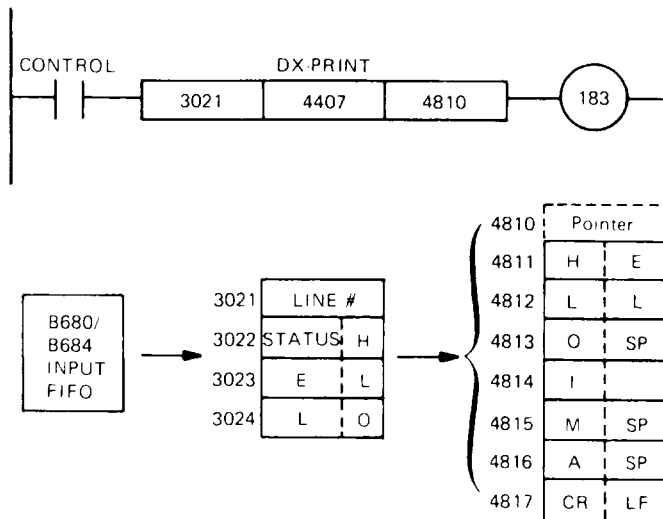 CONTROL
DX-PRINT
3021 4407 4810
183
B680/
B684
INPUT
FIFO
3021 LINE #
3022 STATUS H
3023 E L
3024 L O
4810 Pointer
4811 H E
4812 L L
4813 O SP
4814 I
4815 M SP
4816 A SP
4817 CR LF